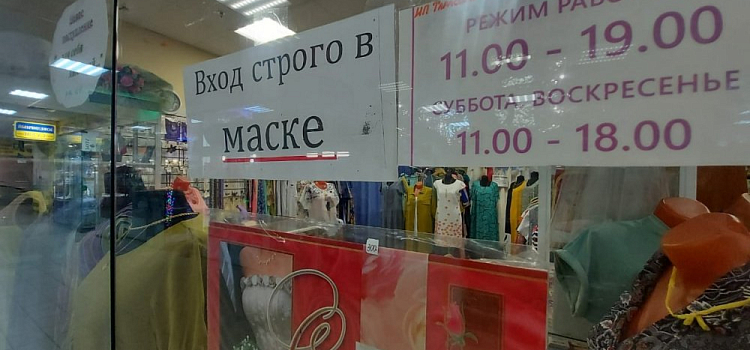 Вход строго в
маске
РЕЖИМ РАБО
11.00 - 19.00
СУББОТА, ВОСКРЕСЕНЬЕ
11.00 - 18.00